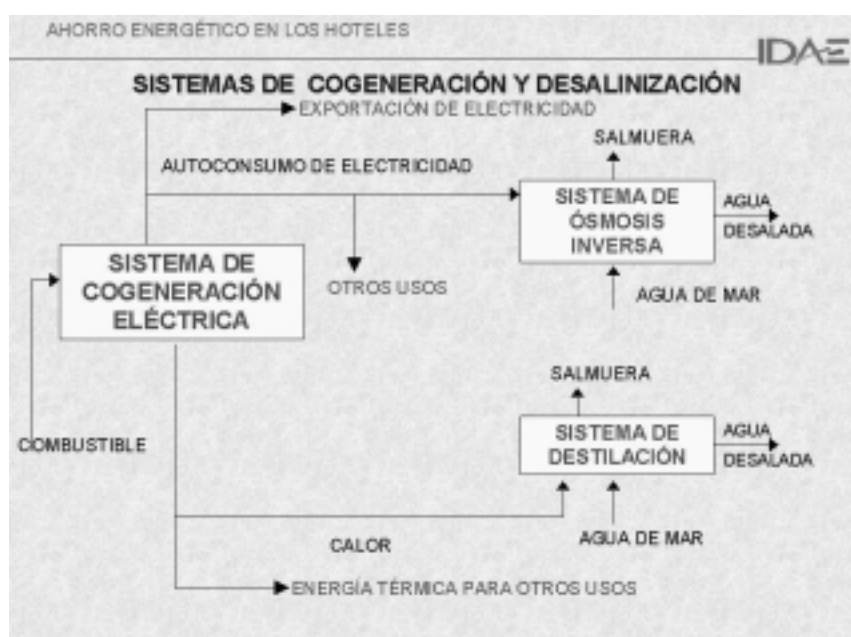 AHORRO ENERGÉTICO EN LOS HOTELES
IDAE
SISTEMAS DE COGENERACIÓN Y DESALINIZACIÓN
EXPORTACIÓN DE ELECTRICIDAD
SALMUERA
AUTOCONSUMO DE ELECTRICIDAD
SISTEMA DE
ÓSMOSIS
INVERSA
AGUA
DESALADA
SISTEMA DE
COGENERACIÓN
ELÉCTRICA
OTROS USOS
AGUA DE MAR
SALMUERA
COMBUSTIBLE
SISTEMA DE
DESTILACIÓN
AGUA
DESALADA
CALOR
AGUA DE MAR
ENERGÍA TÉRMICA PARA OTROS USOS